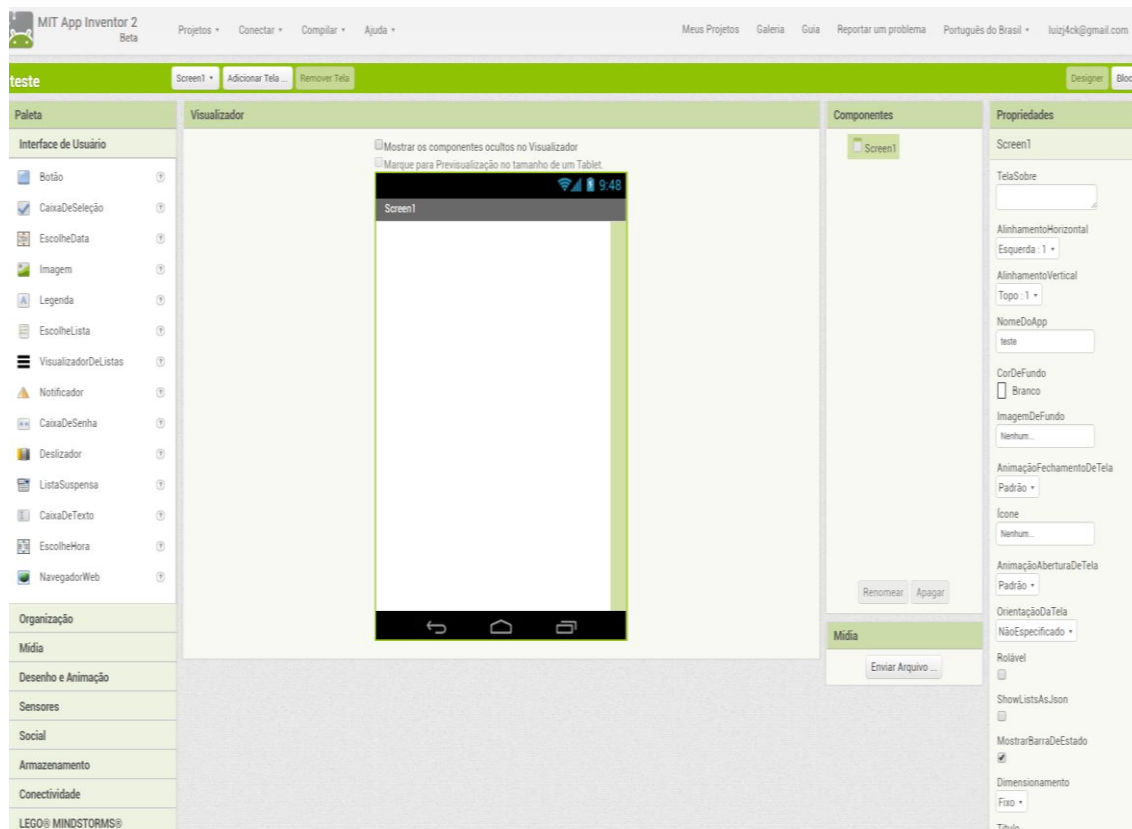 MIT App Inventor 2
Beta
Projetos Conectar Compilar Ajuda
Meus Projetos Galeria Guia Reportar um problema Português do Brasil luizj4ck@gmail.com
teste
Screen1 Adicionar Tela ... Remover Tela
Designer Bloc
Paleta
Interface de Usuário
Botão
CaixaDeSeleção
EscolheData
Imagem
Legenda
EscolheLista
VisualizadorDeListas
Notificador
CaixaDeSenha
Deslizador
ListaSuspensa
CaixaDeTexto
EscolheHora
NavegadorWeb
Organização
Mídia
Desenho e Animação
Sensores
Social
Armazenamento
Conectividade
LEGO® MINDSTORMS®
Visualizador
Mostrar os componentes ocultos no Visualizador
Marque para Previsualização no tamanho de um Tablet.
9:48
Screen1
Componentes
Screen1
Renomear Apagar
Mídia
Enviar Arquivo ...
Propriedades
Screen1
TelaSobre
AlinhamentoHorizontal
Esquerda : 1
AlinhamentoVertical
Topo : 1
NomeDoApp
teste
CorDeFundo
Branco
ImagemDeFundo
Nenhum...
AnimaçãoFechamentoDeTela
Padrão
Ícone
Nenhum...
AnimaçãoAberturaDeTela
Padrão
OrientaçãoDaTela
NãoEspecificado
Rolável
ShowListsAsJson
MostrarBarraDeEstado
Dimensionamento
Fixo
Título